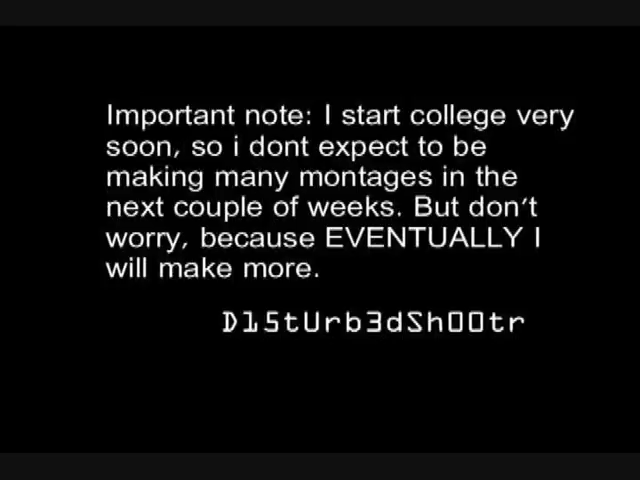 Important note: I start college very
soon, so i dont expect to be
making many montages in the
next couple of weeks. But don't
worry, because EVENTUALLY I
will make more.
D15tUrb3dSh00tr